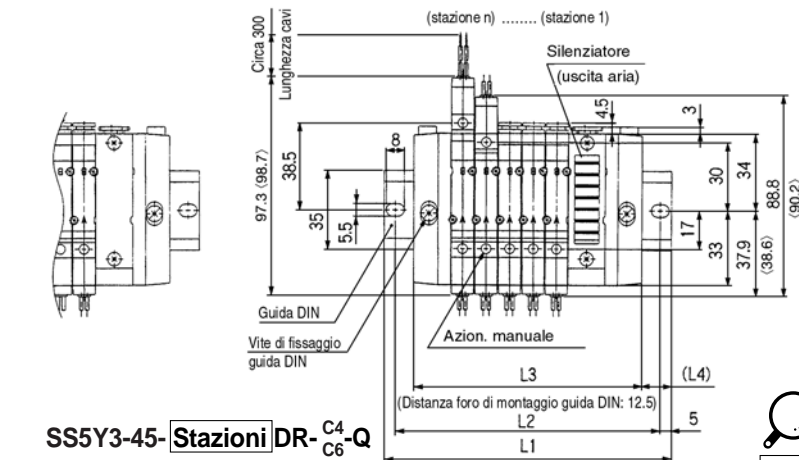 (stazione n) ........ (stazione 1)
Circa 300
Lunghezza cavi
Silenziatore
(uscita aria)
4.5
3
8
38.5
97.3 (98.7)
35
5.5
30
34
88.8
(90.2)
17
33
37.9
(38.6)
Guida DIN
Vite di fissaggio
guida DIN
Azion. manuale
L3
(L4)
(Distanza foro di montaggio guida DIN: 12.5)
L2
5
L1
SS5Y3-45- Stazioni DR- C4 C6 -Q